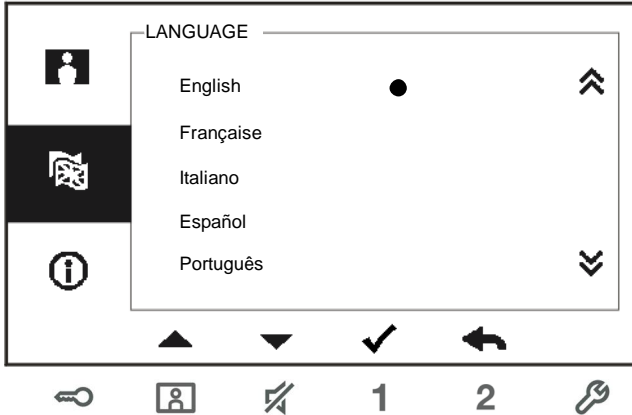 LANGUAGE
English
Française
Italiano
Español
Português
1 2